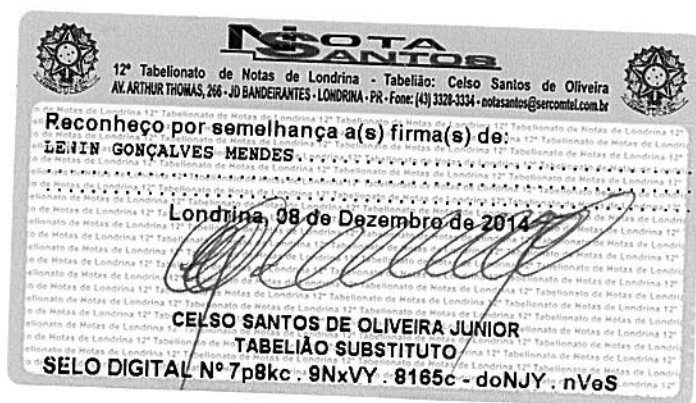 NOTA
SANTOS
12º Tabelionato de Notas de Londrina - Tabelião: Celso Santos de Oliveira
AV. ARTHUR THOMAS, 266 - JD BANDEIRANTES - LONDRINA - PR - Fone: (43) 3328-3334 - notasantos@sercomtel.com.br
Reconheço por semelhança a(s) firma(s) de:
LENIN GONÇALVES MENDES
Londrina, 08 de Dezembro de 2014
CELSO SANTOS DE OLIVEIRA JUNIOR
TABELIÃO SUBSTITUTO
SELO DIGITAL Nº 7p8kc . 9NxVY . 8165c - doNJY . nVeS